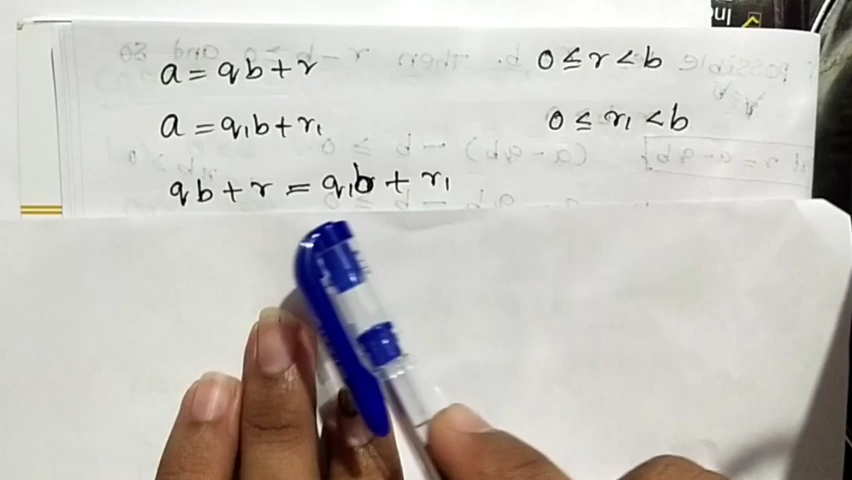 a = qb + r 0 ≤ r < b
a = q₁b + r₁ 0 ≤ r₁ < b
qb + r = q₁b + r₁